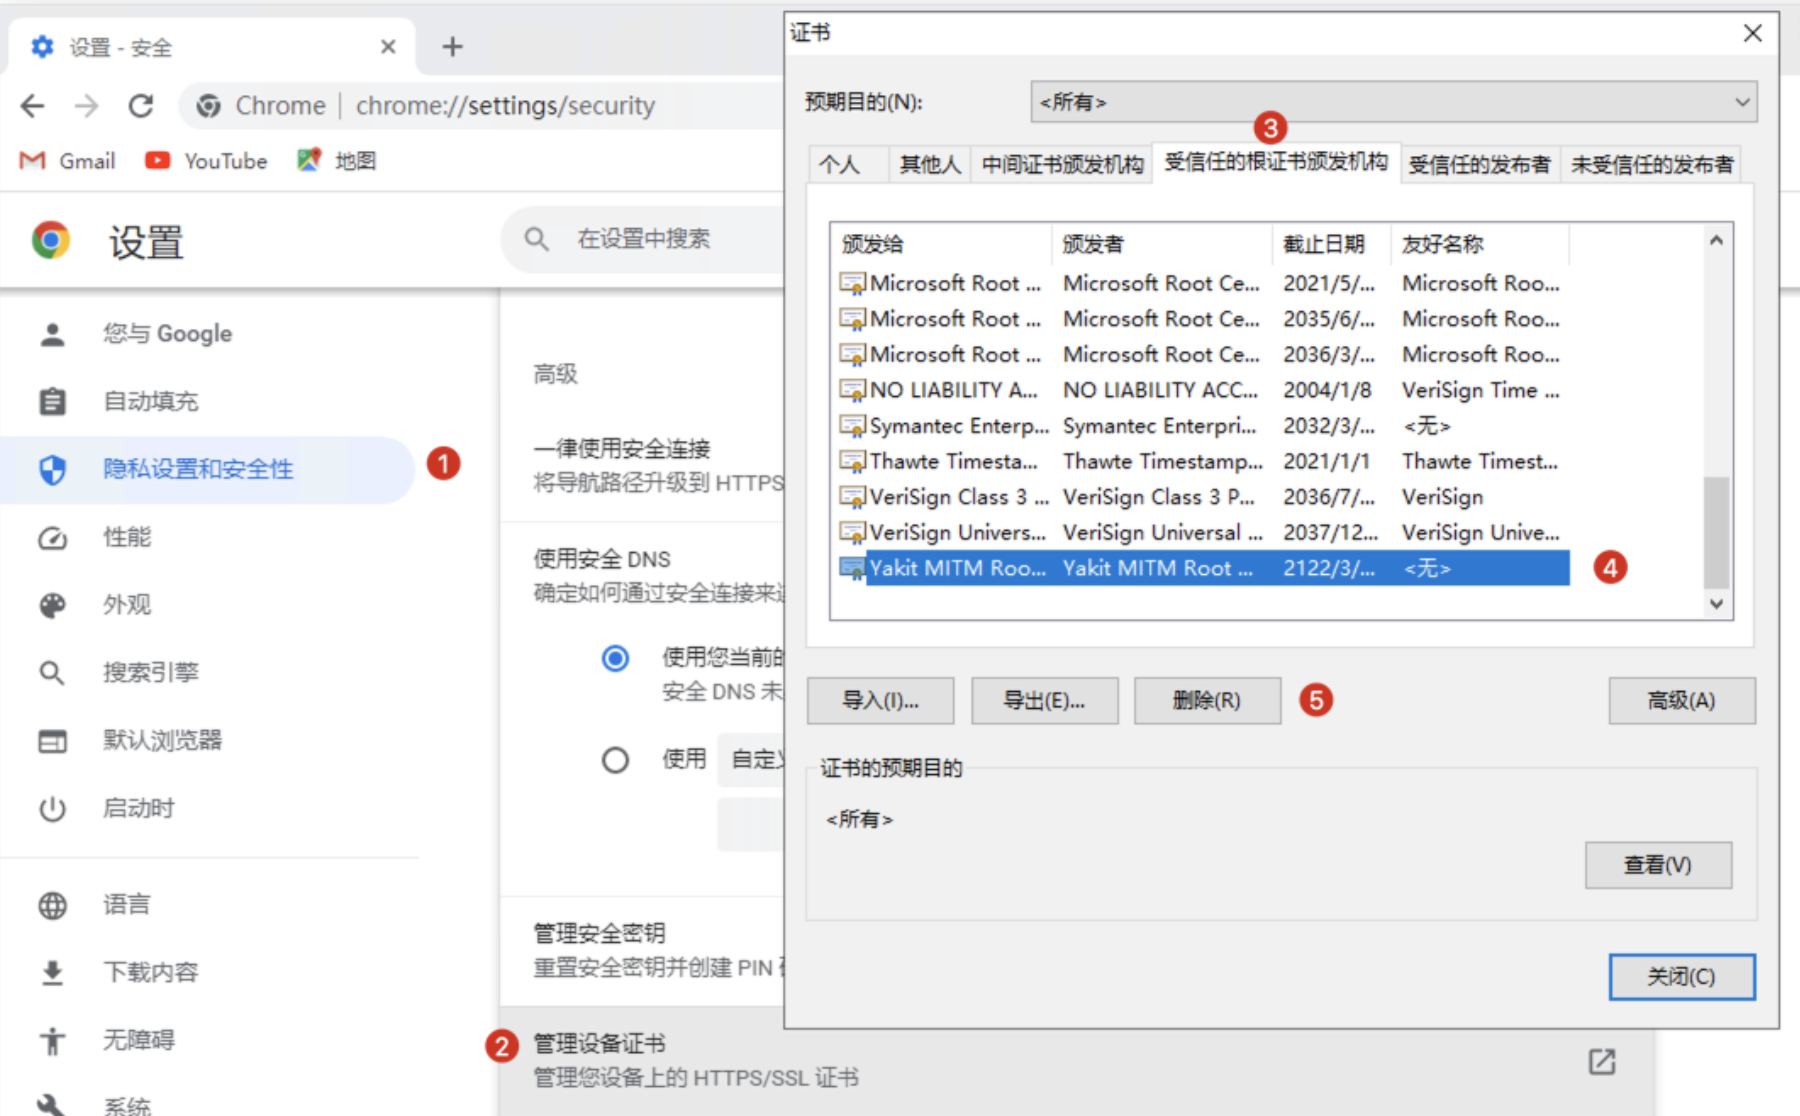 设置 - 安全
Chrome | chrome://settings/security
Gmail
YouTube
地图
设置
在设置中搜索
您与 Google
自动填充
隐私设置和安全性
1
性能
外观
搜索引擎
默认浏览器
启动时
语言
下载内容
无障碍
系统
高级
一律使用安全连接
将导航路径升级到 HTTPS
使用安全 DNS
确定如何通过安全连接来
使用您当前的
安全 DNS 未
使用
自定
管理安全密钥
重置安全密钥并创建 PIN
2
管理设备证书
管理您设备上的 HTTPS/SSL 证书
证书
预期目的(N):
<所有>
3
个人
其他人
中间证书颁发机构
受信任的根证书颁发机构
受信任的发布者
未受信任的发布者
颁发给 颁发者 截止日期 友好名称
Microsoft Root ... Microsoft Root Ce... 2021/5/... Microsoft Roo...
Microsoft Root ... Microsoft Root Ce... 2035/6/... Microsoft Roo...
Microsoft Root ... Microsoft Root Ce... 2036/3/... Microsoft Roo...
NO LIABILITY A... NO LIABILITY ACC... 2004/1/8 VeriSign Time ...
Symantec Enterp... Symantec Enterpri... 2032/3/... <无>
Thawte Timesta... Thawte Timestamp... 2021/1/1 Thawte Timest...
VeriSign Class 3 ... VeriSign Class 3 P... 2036/7/... VeriSign
VeriSign Univers... VeriSign Universal ... 2037/12... VeriSign Unive...
Yakit MITM Roo... Yakit MITM Root ... 2122/3/... <无>
4
导入(I)...
导出(E)...
删除(R)
5
高级(A)
证书的预期目的
<所有>
查看(V)
关闭(C)